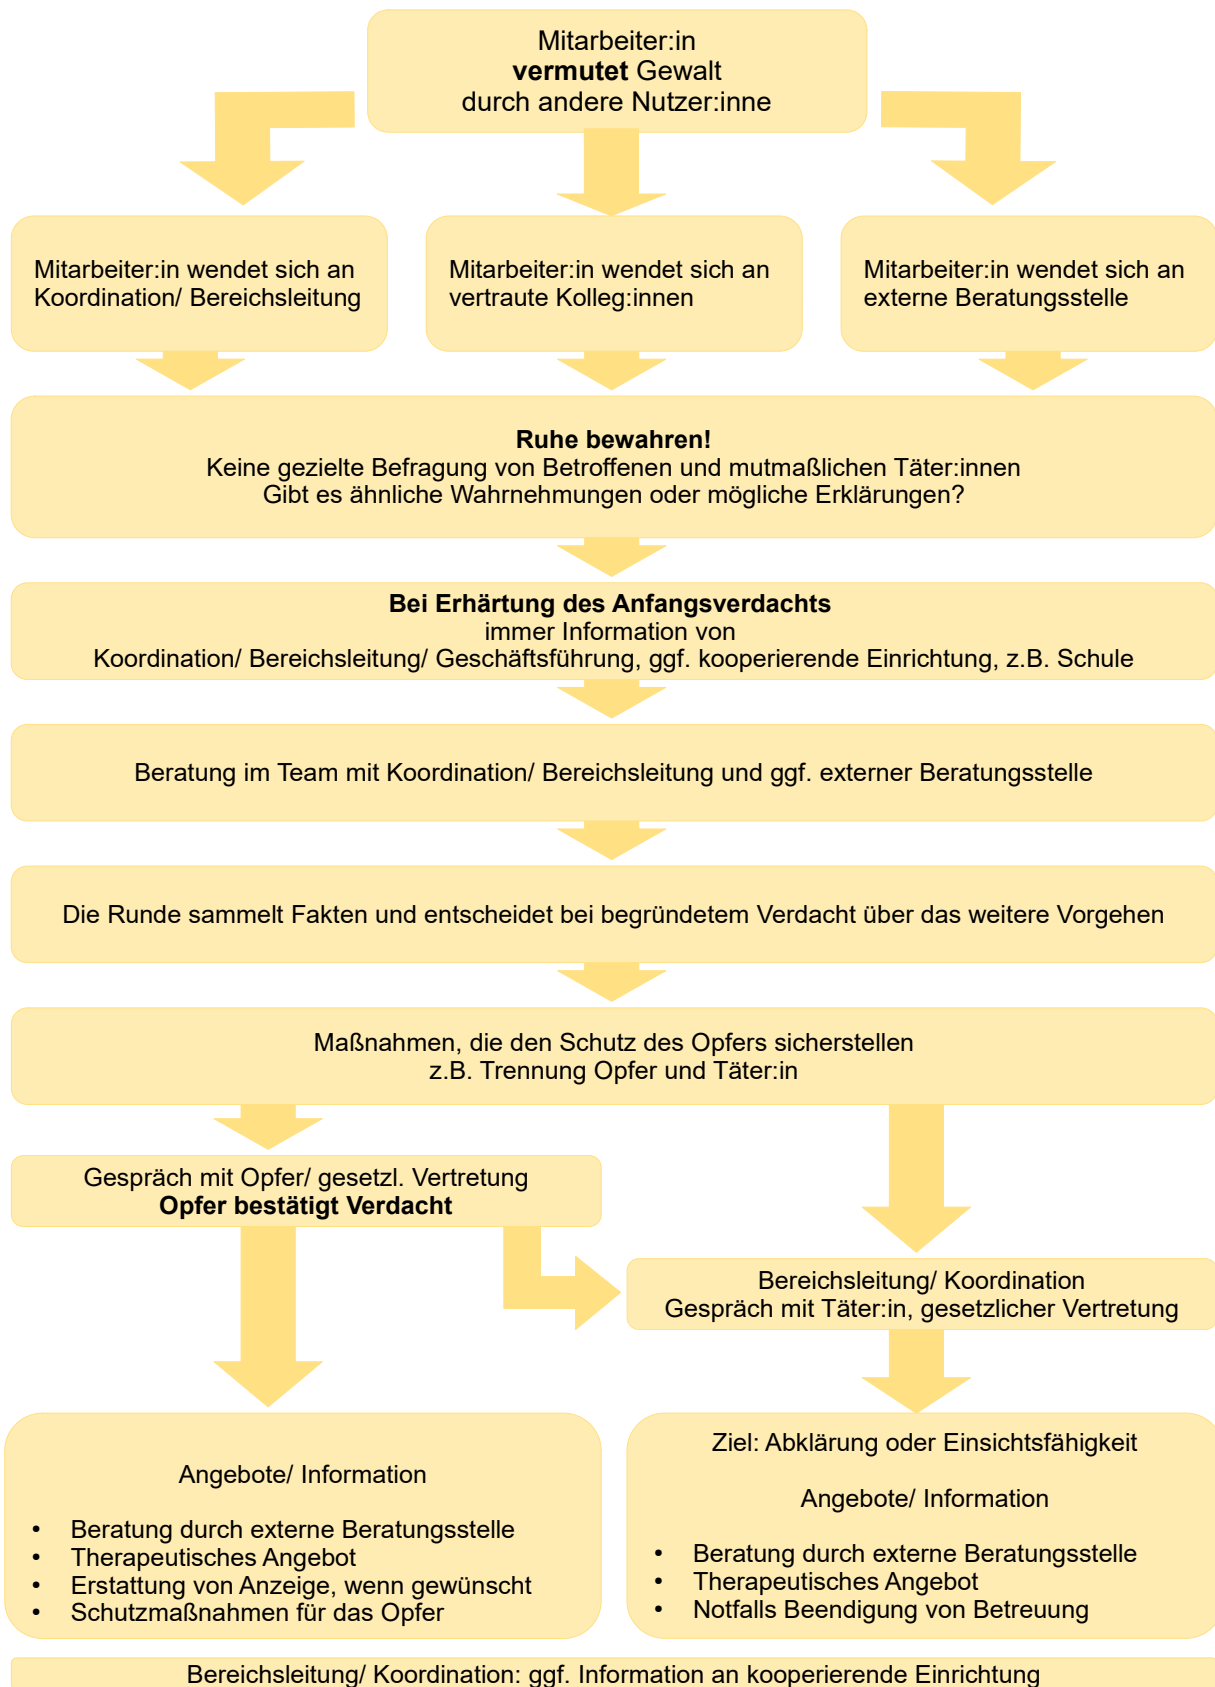 Mitarbeiter:in
vermutet Gewalt
durch andere Nutzer:inne
Mitarbeiter:in wendet sich an
Koordination/ Bereichsleitung
Mitarbeiter:in wendet sich an
vertraute Kolleg:innen
Mitarbeiter:in wendet sich an
externe Beratungsstelle
Ruhe bewahren!
Keine gezielte Befragung von Betroffenen und mutmaßlichen Täter:innen
Gibt es ähnliche Wahrnehmungen oder mögliche Erklärungen?
Bei Erhärtung des Anfangsverdachts
immer Information von
Koordination/ Bereichsleitung/ Geschäftsführung, ggf. kooperierende Einrichtung, z.B. Schule
Beratung im Team mit Koordination/ Bereichsleitung und ggf. externer Beratungsstelle
Die Runde sammelt Fakten und entscheidet bei begründetem Verdacht über das weitere Vorgehen
Maßnahmen, die den Schutz des Opfers sicherstellen
z.B. Trennung Opfer und Täter:in
Gespräch mit Opfer/ gesetzl. Vertretung
Opfer bestätigt Verdacht
Bereichsleitung/ Koordination
Gespräch mit Täter:in, gesetzlicher Vertretung
Angebote/ Information
• Beratung durch externe Beratungsstelle
• Therapeutisches Angebot
• Erstattung von Anzeige, wenn gewünscht
• Schutzmaßnahmen für das Opfer
Ziel: Abklärung oder Einsichtsfähigkeit
Angebote/ Information
• Beratung durch externe Beratungsstelle
• Therapeutisches Angebot
• Notfalls Beendigung von Betreuung
Bereichsleitung/ Koordination: ggf. Information an kooperierende Einrichtung